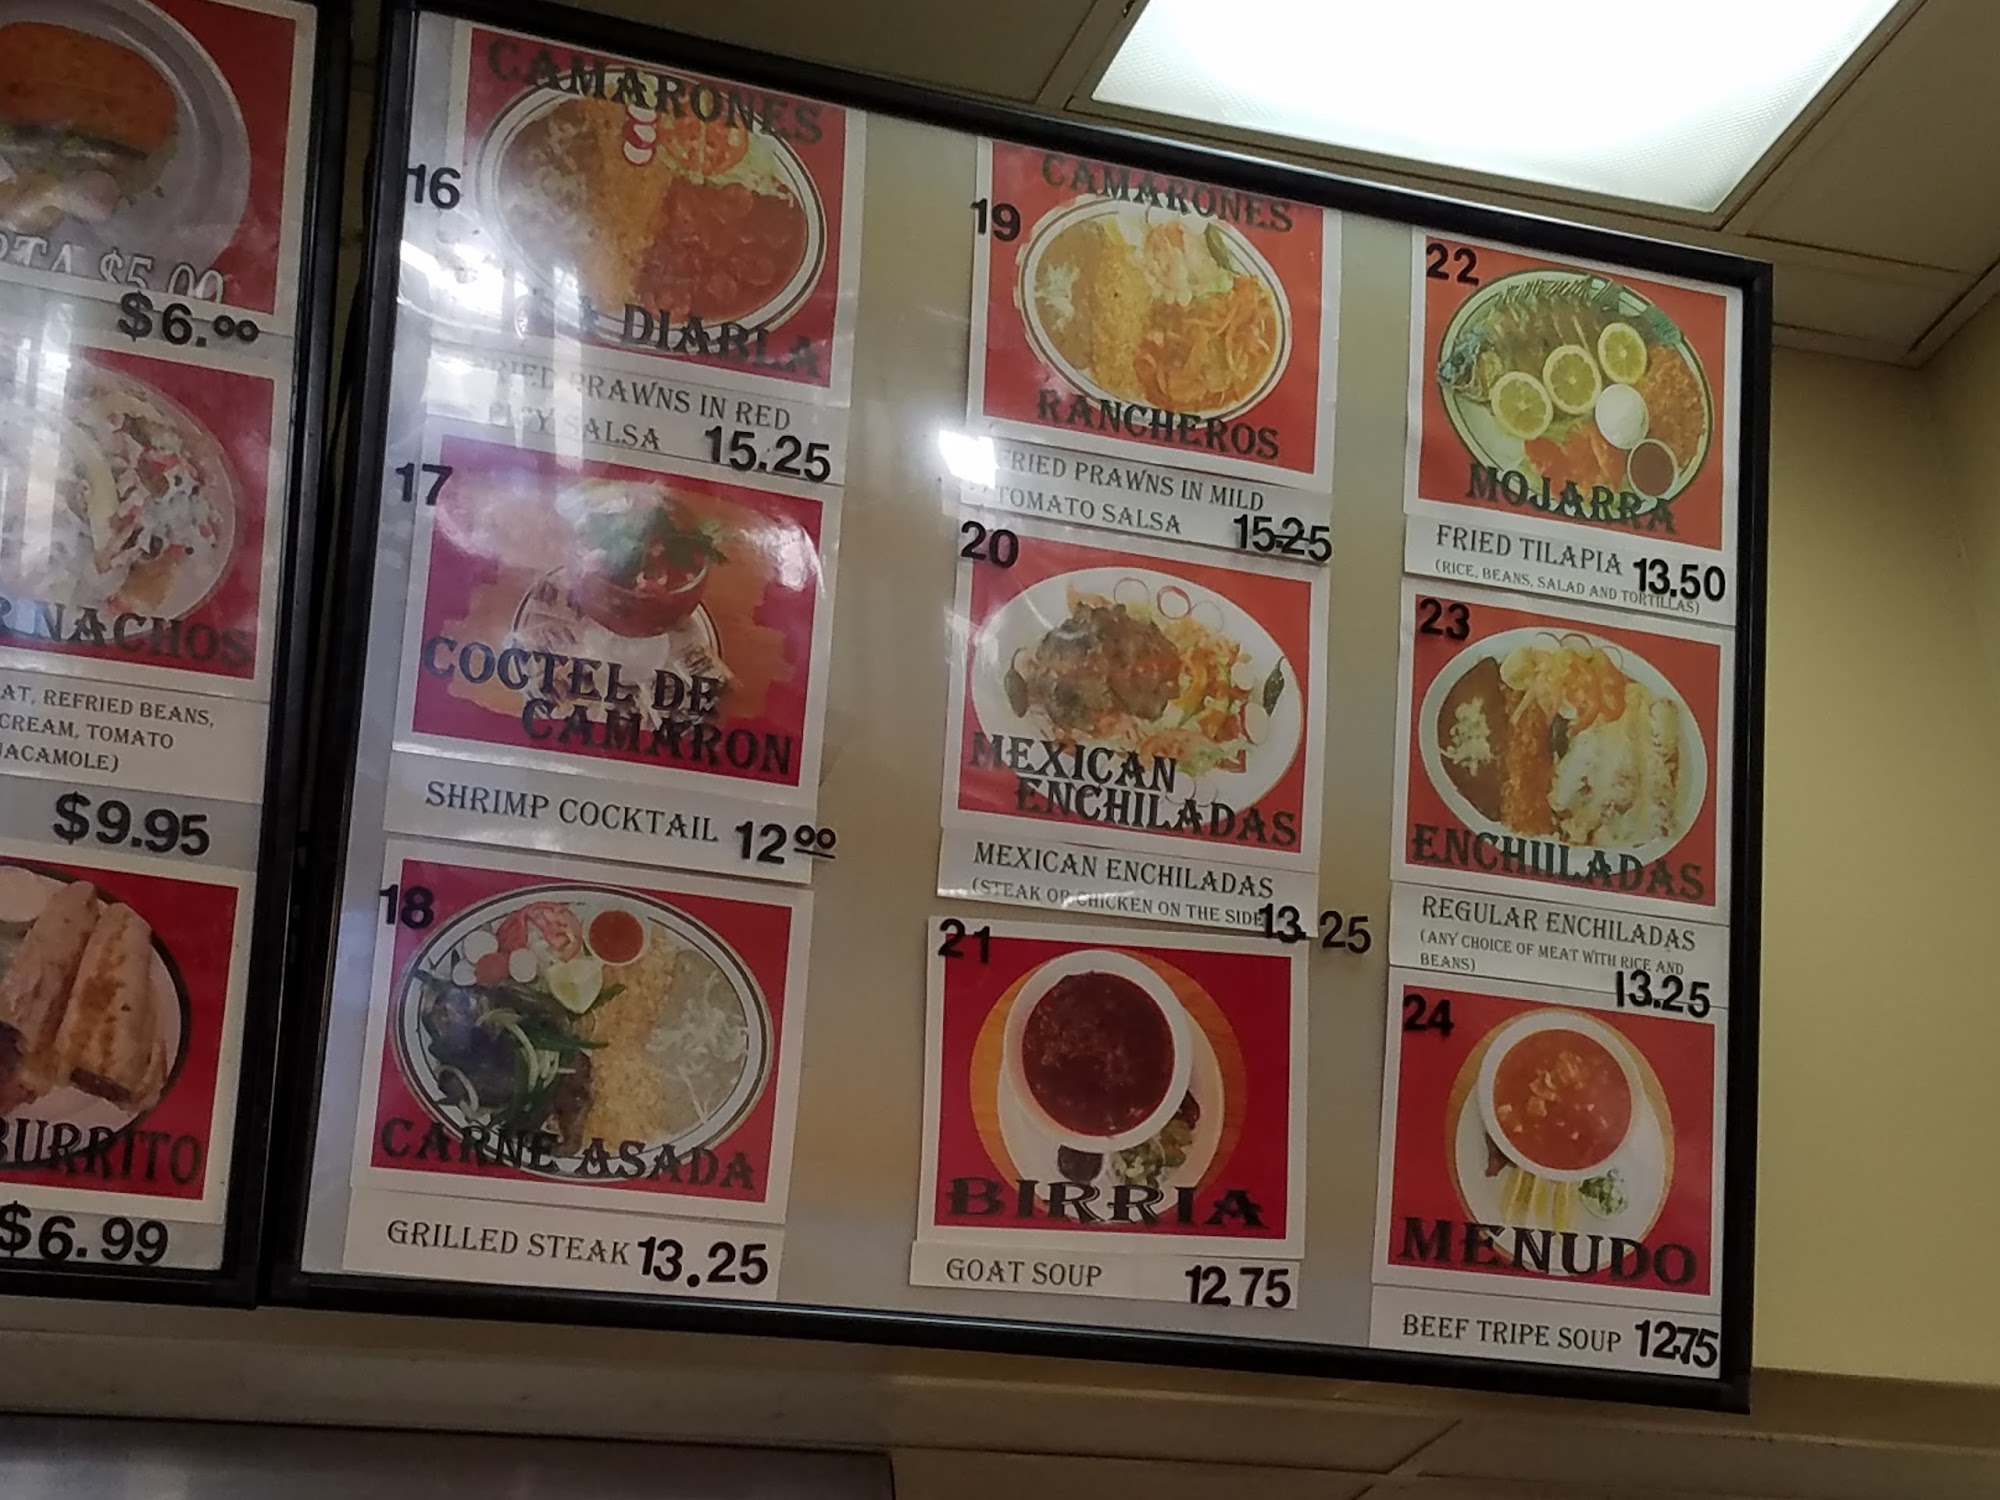 $5.00
$6.00
NACHOS
REFRIED BEANS,
CREAM, TOMATO
$9.95
BURRITO
$6.99
16
CAMARONES
LA DIABLA
PRAWNS IN RED
SALSA 15.25
17
COCTEL DE
CAMARON
SHRIMP COCKTAIL 12.00
18
CARNE ASADA
GRILLED STEAK 13.25
19
CAMARONES
RANCHEROS
FRIED PRAWNS IN MILD
TOMATO SALSA 15.25
20
MEXICAN
ENCHILADAS
MEXICAN ENCHILADAS
(STEAK OR CHICKEN ON THE SIDE 13.25
21
BIRRIA
GOAT SOUP 12.75
22
MOJARRA
FRIED TILAPIA 13.50
(RICE, BEANS, SALAD AND TORTILLAS)
23
ENCHIILADAS
REGULAR ENCHILADAS
(ANY CHOICE OF MEAT WITH RICE AND
BEANS)
13.25
24
MENUDO
BEEF TRIPE SOUP 12.75